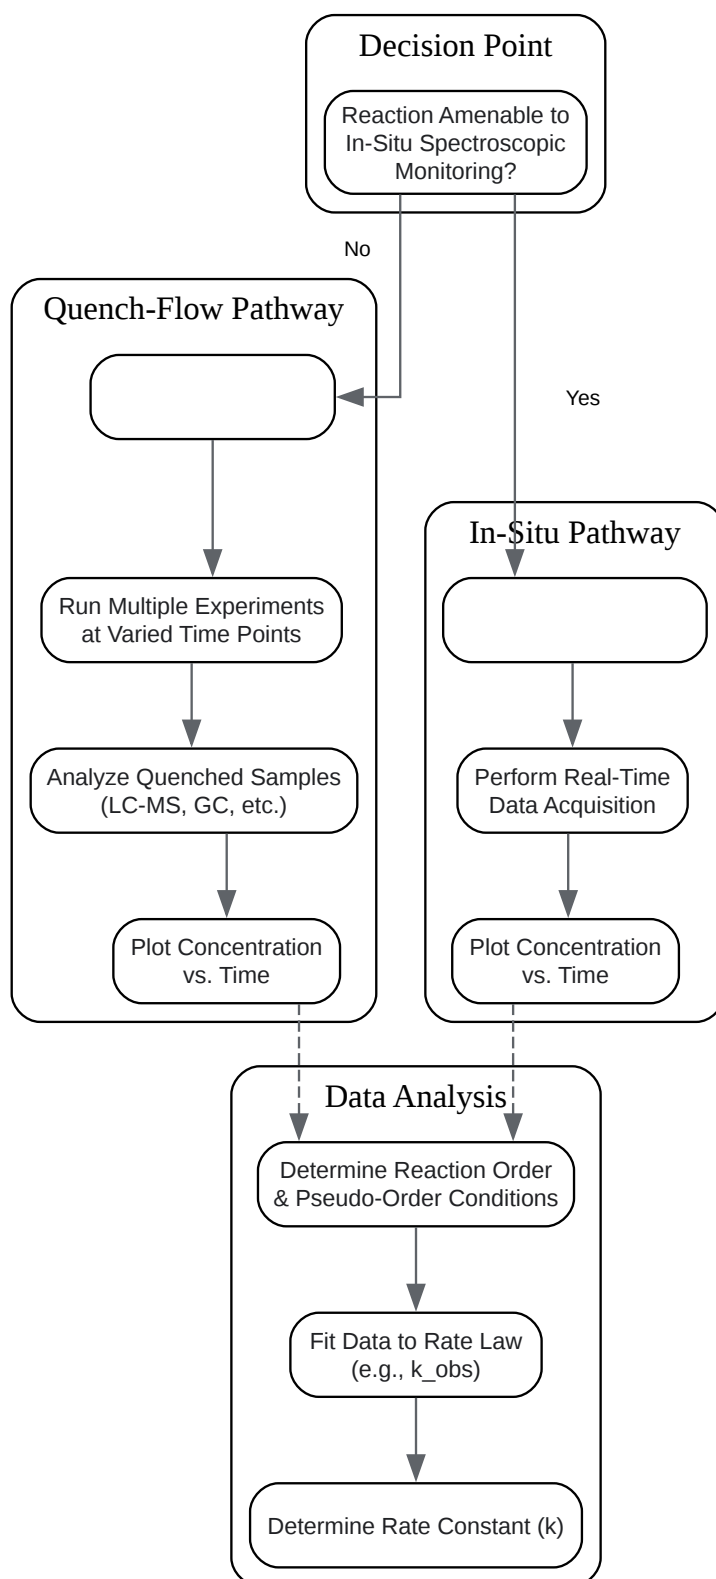 Decision Point
Reaction Amenable to
In-Situ Spectroscopic
Monitoring?
No
Quench-Flow Pathway
Yes
In-Situ Pathway
Run Multiple Experiments
at Varied Time Points
Analyze Quenched Samples
(LC-MS, GC, etc.)
Perform Real-Time
Data Acquisition
Plot Concentration
vs. Time
Plot Concentration
vs. Time
Data Analysis
Determine Reaction Order
& Pseudo-Order Conditions
Fit Data to Rate Law
(e.g., k_obs)
Determine Rate Constant (k)